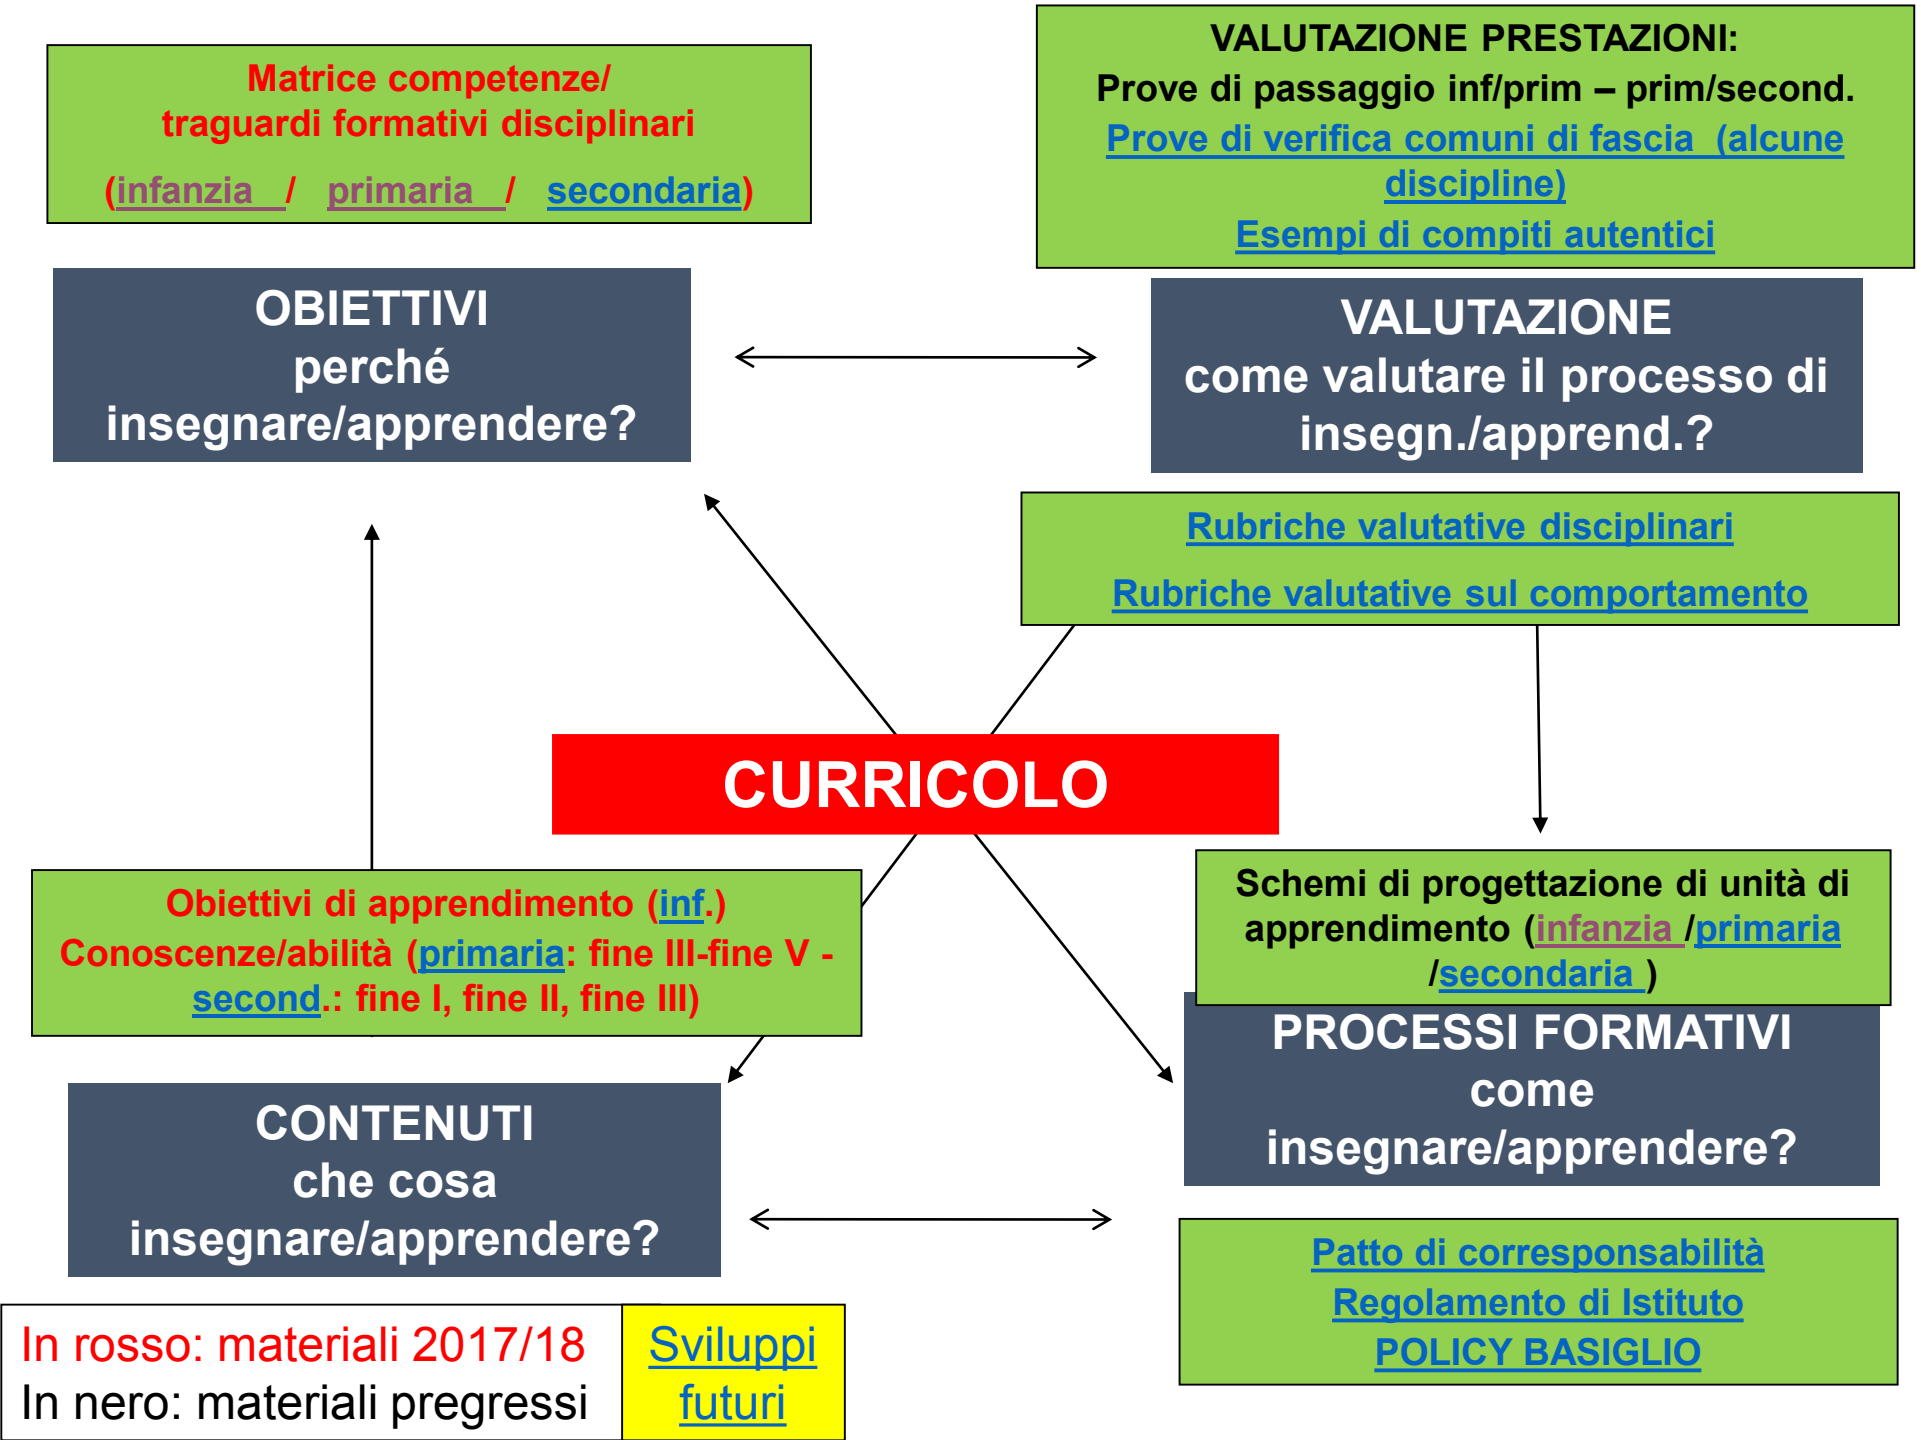 Matrice competenze/
traguardi formativi disciplinari
(infanzia / primaria / secondaria)
VALUTAZIONE PRESTAZIONI:
Prove di passaggio inf/prim – prim/second.
Prove di verifica comuni di fascia (alcune
discipline)
Esempi di compiti autentici
OBIETTIVI
perché
insegnare/apprendere?
VALUTAZIONE
come valutare il processo di
insegn./apprend.?
Rubriche valutative disciplinari
Rubriche valutative sul comportamento
CURRICOLO
Obiettivi di apprendimento (inf.)
Conoscenze/abilità (primaria: fine III-fine V -
second.: fine I, fine II, fine III)
Schemi di progettazione di unità di
apprendimento (infanzia /primaria
/secondaria )
CONTENUTI
che cosa
insegnare/apprendere?
PROCESSI FORMATIVI
come
insegnare/apprendere?
Patto di corresponsabilità
Regolamento di Istituto
POLICY BASIGLIO
In rosso: materiali 2017/18
In nero: materiali pregressi
Sviluppi
futuri